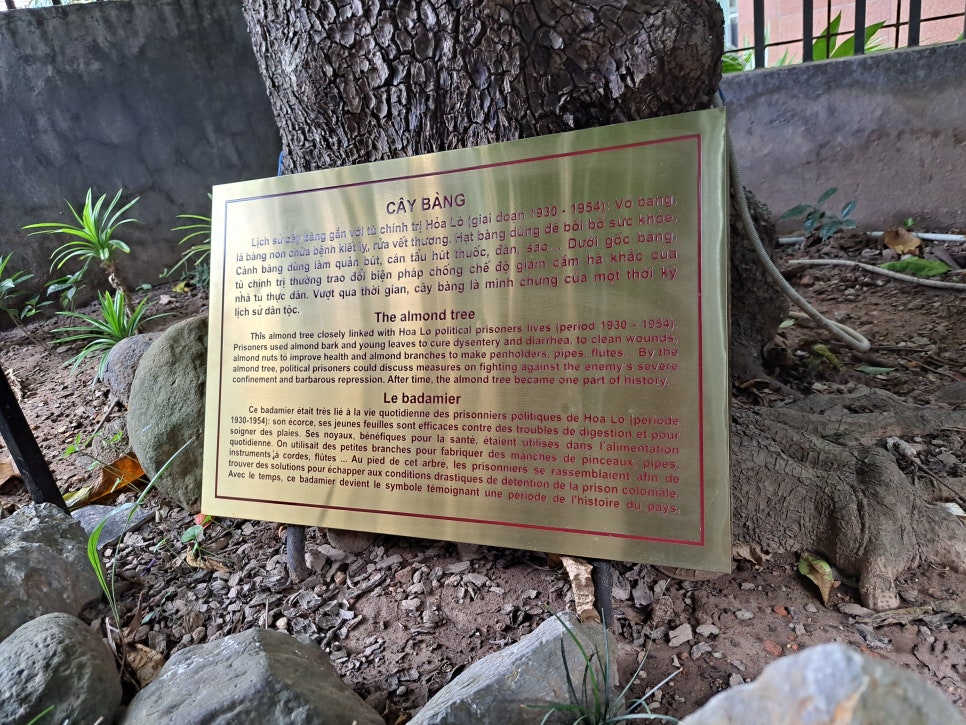 CÂY BÀNG
Lịch sử cây bàng gắn với tù chính trị Hỏa Lò (giai đoạn 1930 - 1954): Vỏ bàng,
lá bàng non chữa bệnh kiết lỵ, rửa vết thương. Hạt bàng dùng để bồi bổ sức khỏe.
Cành bàng dùng làm quản bút, cán tẩu hút thuốc, đàn, sáo... Dưới gốc bàng,
tù chính trị thường trao đổi biện pháp chống chế độ giam cầm hà khắc của
nhà tù thực dân. Vượt qua thời gian, cây bàng là minh chứng của một thời kỳ
lịch sử dân tộc.
The almond tree
This almond tree closely linked with Hoa Lo political prisoners lives (period 1930 - 1954).
Prisoners used almond bark and young leaves to cure dysentery and diarrhea, to clean wounds,
almond nuts to improve health and almond branches to make penholders, pipes, flutes... By the
almond tree, political prisoners could discuss measures on fighting against the enemy's severe
confinement and barbarous repression. After time, the almond tree became one part of history.
Le badamier
Ce badamier était très lié à la vie quotidienne des prisonniers politiques de Hoa Lo (période
1930-1954): son écorce, ses jeunes feuilles sont efficaces contre des troubles de digestion et pour
soigner des plaies. Ses noyaux, bénéfiques pour la santé, étaient utilisés dans l'alimentation
quotidienne. On utilisait des petites branches pour fabriquer des manches de pinceaux, pipes,
instruments à cordes, flûtes ... Au pied de cet arbre, les prisonniers se rassemblaient afin de
trouver des solutions pour échapper aux conditions drastiques de détention de la prison coloniale.
Avec le temps, ce badamier devient le symbole témoignant une période de l'histoire du pays.